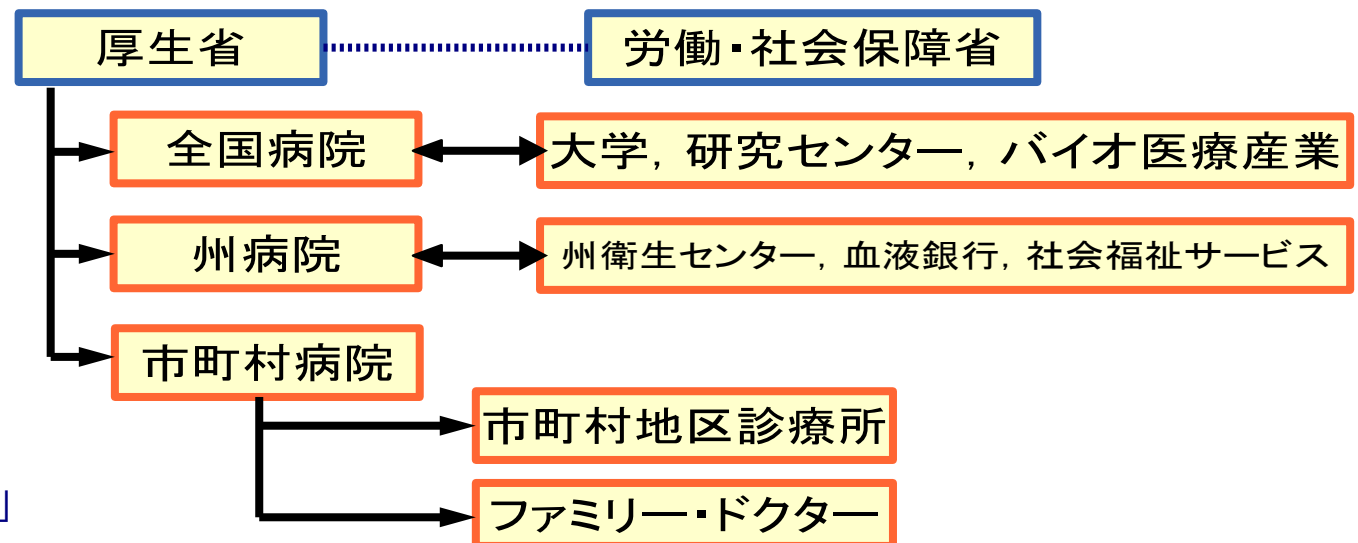 厚生省
労働・社会保障省
全国病院
大学，研究センター，バイオ医療産業
州病院
州衛生センター，血液銀行，社会福祉サービス
市町村病院
市町村地区診療所
ファミリー・ドクター
」